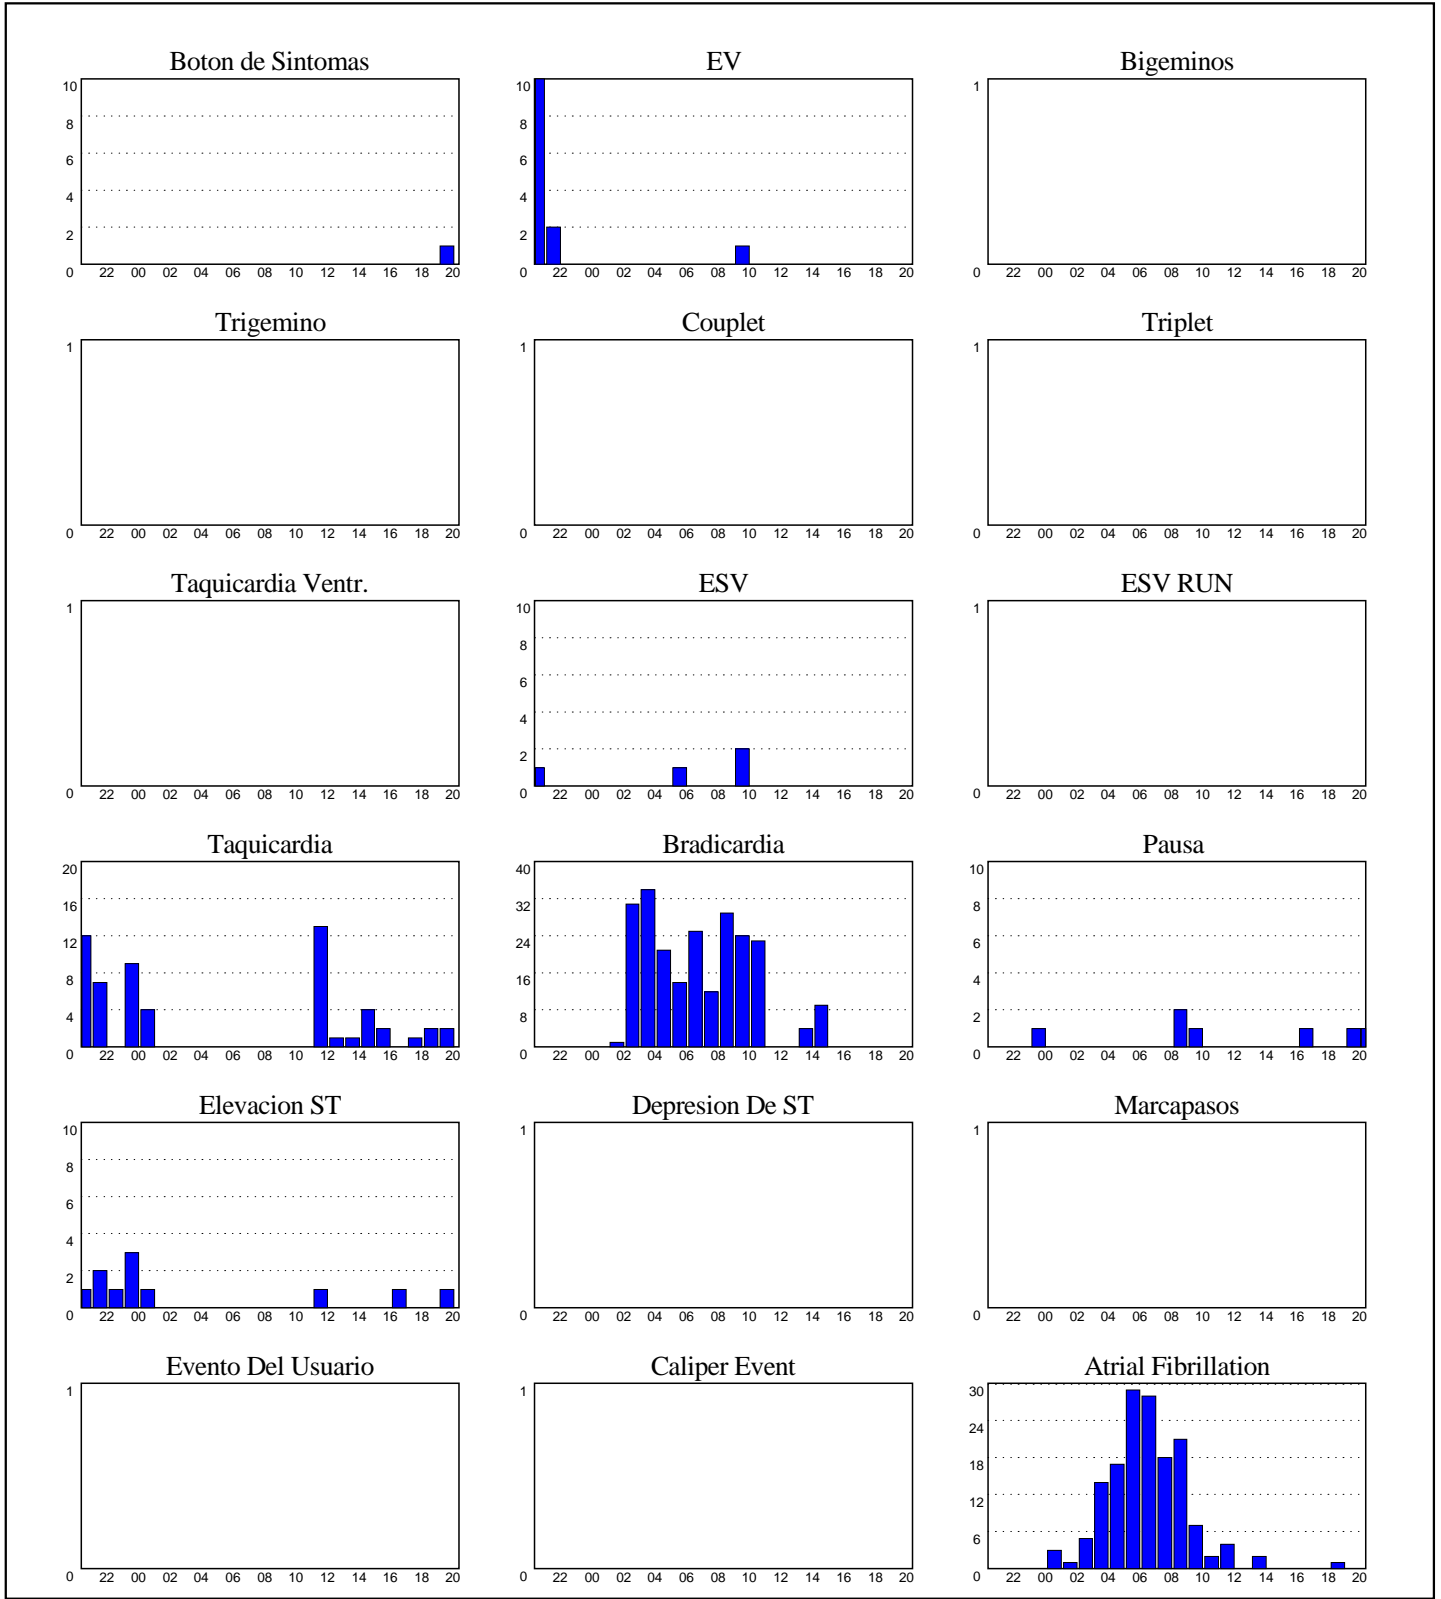 Boton de Sintomas EV Bigeminos
10 10 1
8 8
6 6
4 4
2 2
0 22 00 02 04 06 08 10 12 14 16 18 20 0 22 00 02 04 06 08 10 12 14 16 18 20 0 22 00 02 04 06 08 10 12 14 16 18 20
Trigemino Couplet Triplet
1 1 1
0 22 00 02 04 06 08 10 12 14 16 18 20 0 22 00 02 04 06 08 10 12 14 16 18 20 0 22 00 02 04 06 08 10 12 14 16 18 20
Taquicardia Ventr. ESV ESV RUN
1 10 1
8
6
4
2
0 22 00 02 04 06 08 10 12 14 16 18 20 0 22 00 02 04 06 08 10 12 14 16 18 20 0 22 00 02 04 06 08 10 12 14 16 18 20
Taquicardia Bradicardia Pausa
20 40 10
16 32 8
12 24 6
8 16 4
4 8 2
0 22 00 02 04 06 08 10 12 14 16 18 20 0 22 00 02 04 06 08 10 12 14 16 18 20 0 22 00 02 04 06 08 10 12 14 16 18 20
Elevacion ST Depresion De ST Marcapasos
10 1 1
8
6
4
2
0 22 00 02 04 06 08 10 12 14 16 18 20 0 22 00 02 04 06 08 10 12 14 16 18 20 0 22 00 02 04 06 08 10 12 14 16 18 20
Evento Del Usuario Caliper Event Atrial Fibrillation
1 1 30
24
18
12
6
0 22 00 02 04 06 08 10 12 14 16 18 20 0 22 00 02 04 06 08 10 12 14 16 18 20 0 22 00 02 04 06 08 10 12 14 16 18 20